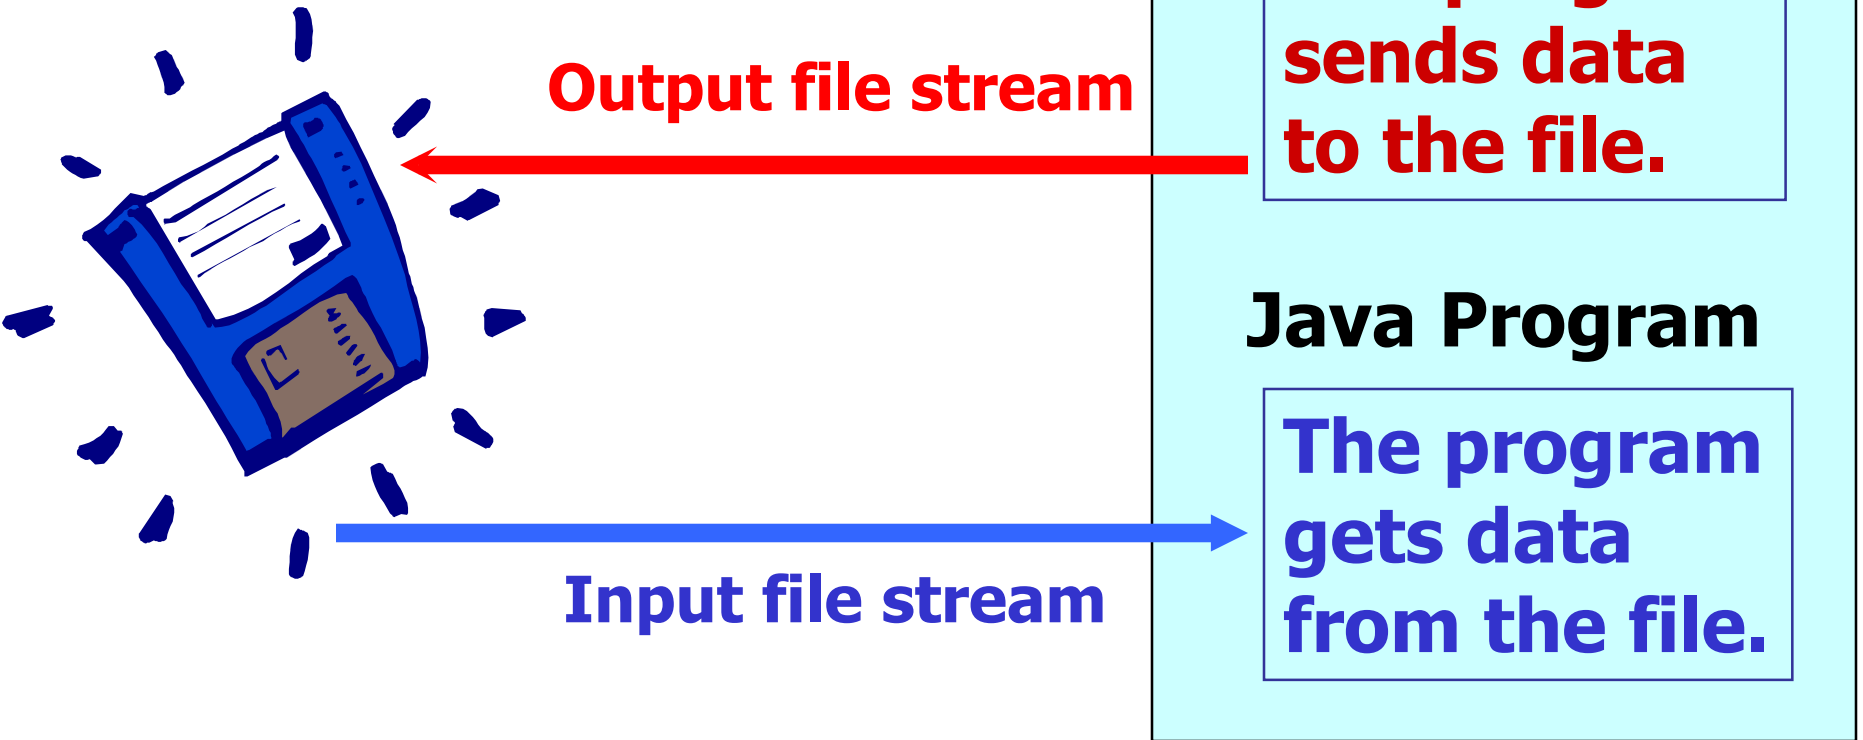 Output file stream
sends data
to the file.
Java Program
The program
gets data
from the file.
Input file stream